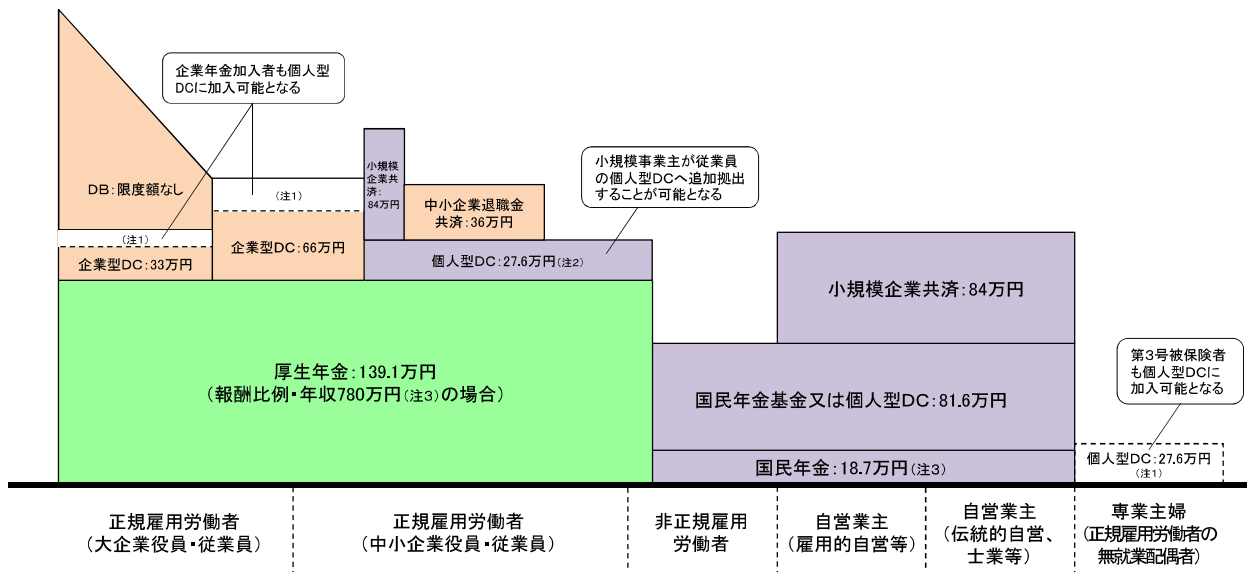 企業年金加入者も個人型
DCに加入可能となる
DB:限度額なし
(注1)
企業型DC:33万円
(注1)
企業型DC:66万円
小規模
企業共
済:
84万円
中小企業退職金
共済:36万円
個人型DC:27.6万円(注2)
小規模事業主が従業員
の個人型DCへ追加拠出
することが可能となる
厚生年金:139.1万円
(報酬比例・年収780万円(注3)の場合)
小規模企業共済:84万円
国民年金基金又は個人型DC:81.6万円
国民年金:18.7万円(注3)
第3号被保険者
も個人型DCに
加入可能となる
個人型DC:27.6万円
(注1)
正規雇用労働者
(大企業役員・従業員)
正規雇用労働者
(中小企業役員・従業員)
非正規雇用
労働者
自営業主
(雇用的自営等)
自営業主
(伝統的自営、
士業等)
専業主婦
(正規雇用労働者の
無就業配偶者)